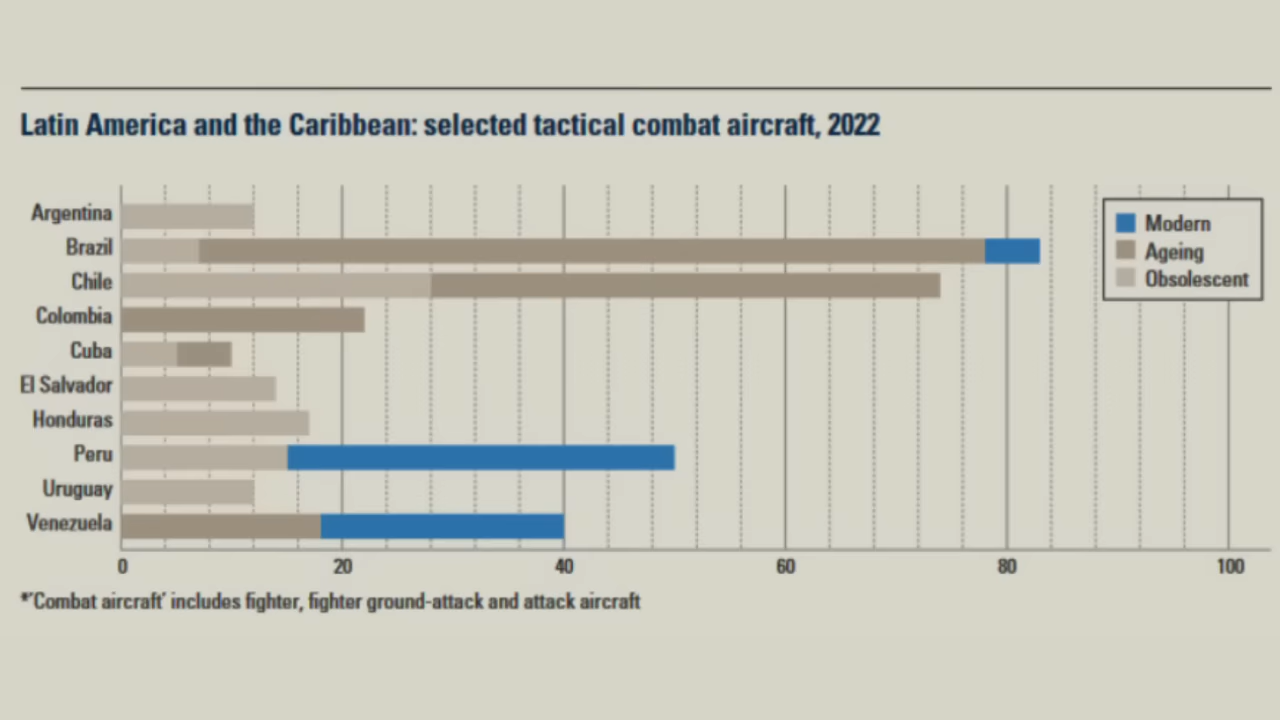 Latin America and the Caribbean: selected tactical combat aircraft, 2022
Argentina
Brazil
Chile
Colombia
Cuba
El Salvador
Honduras
Peru
Uruguay
Venezuela
Modern
Ageing
Obsolescent
0 20 40 60 80 100
*'Combat aircraft' includes fighter, fighter ground-attack and attack aircraft